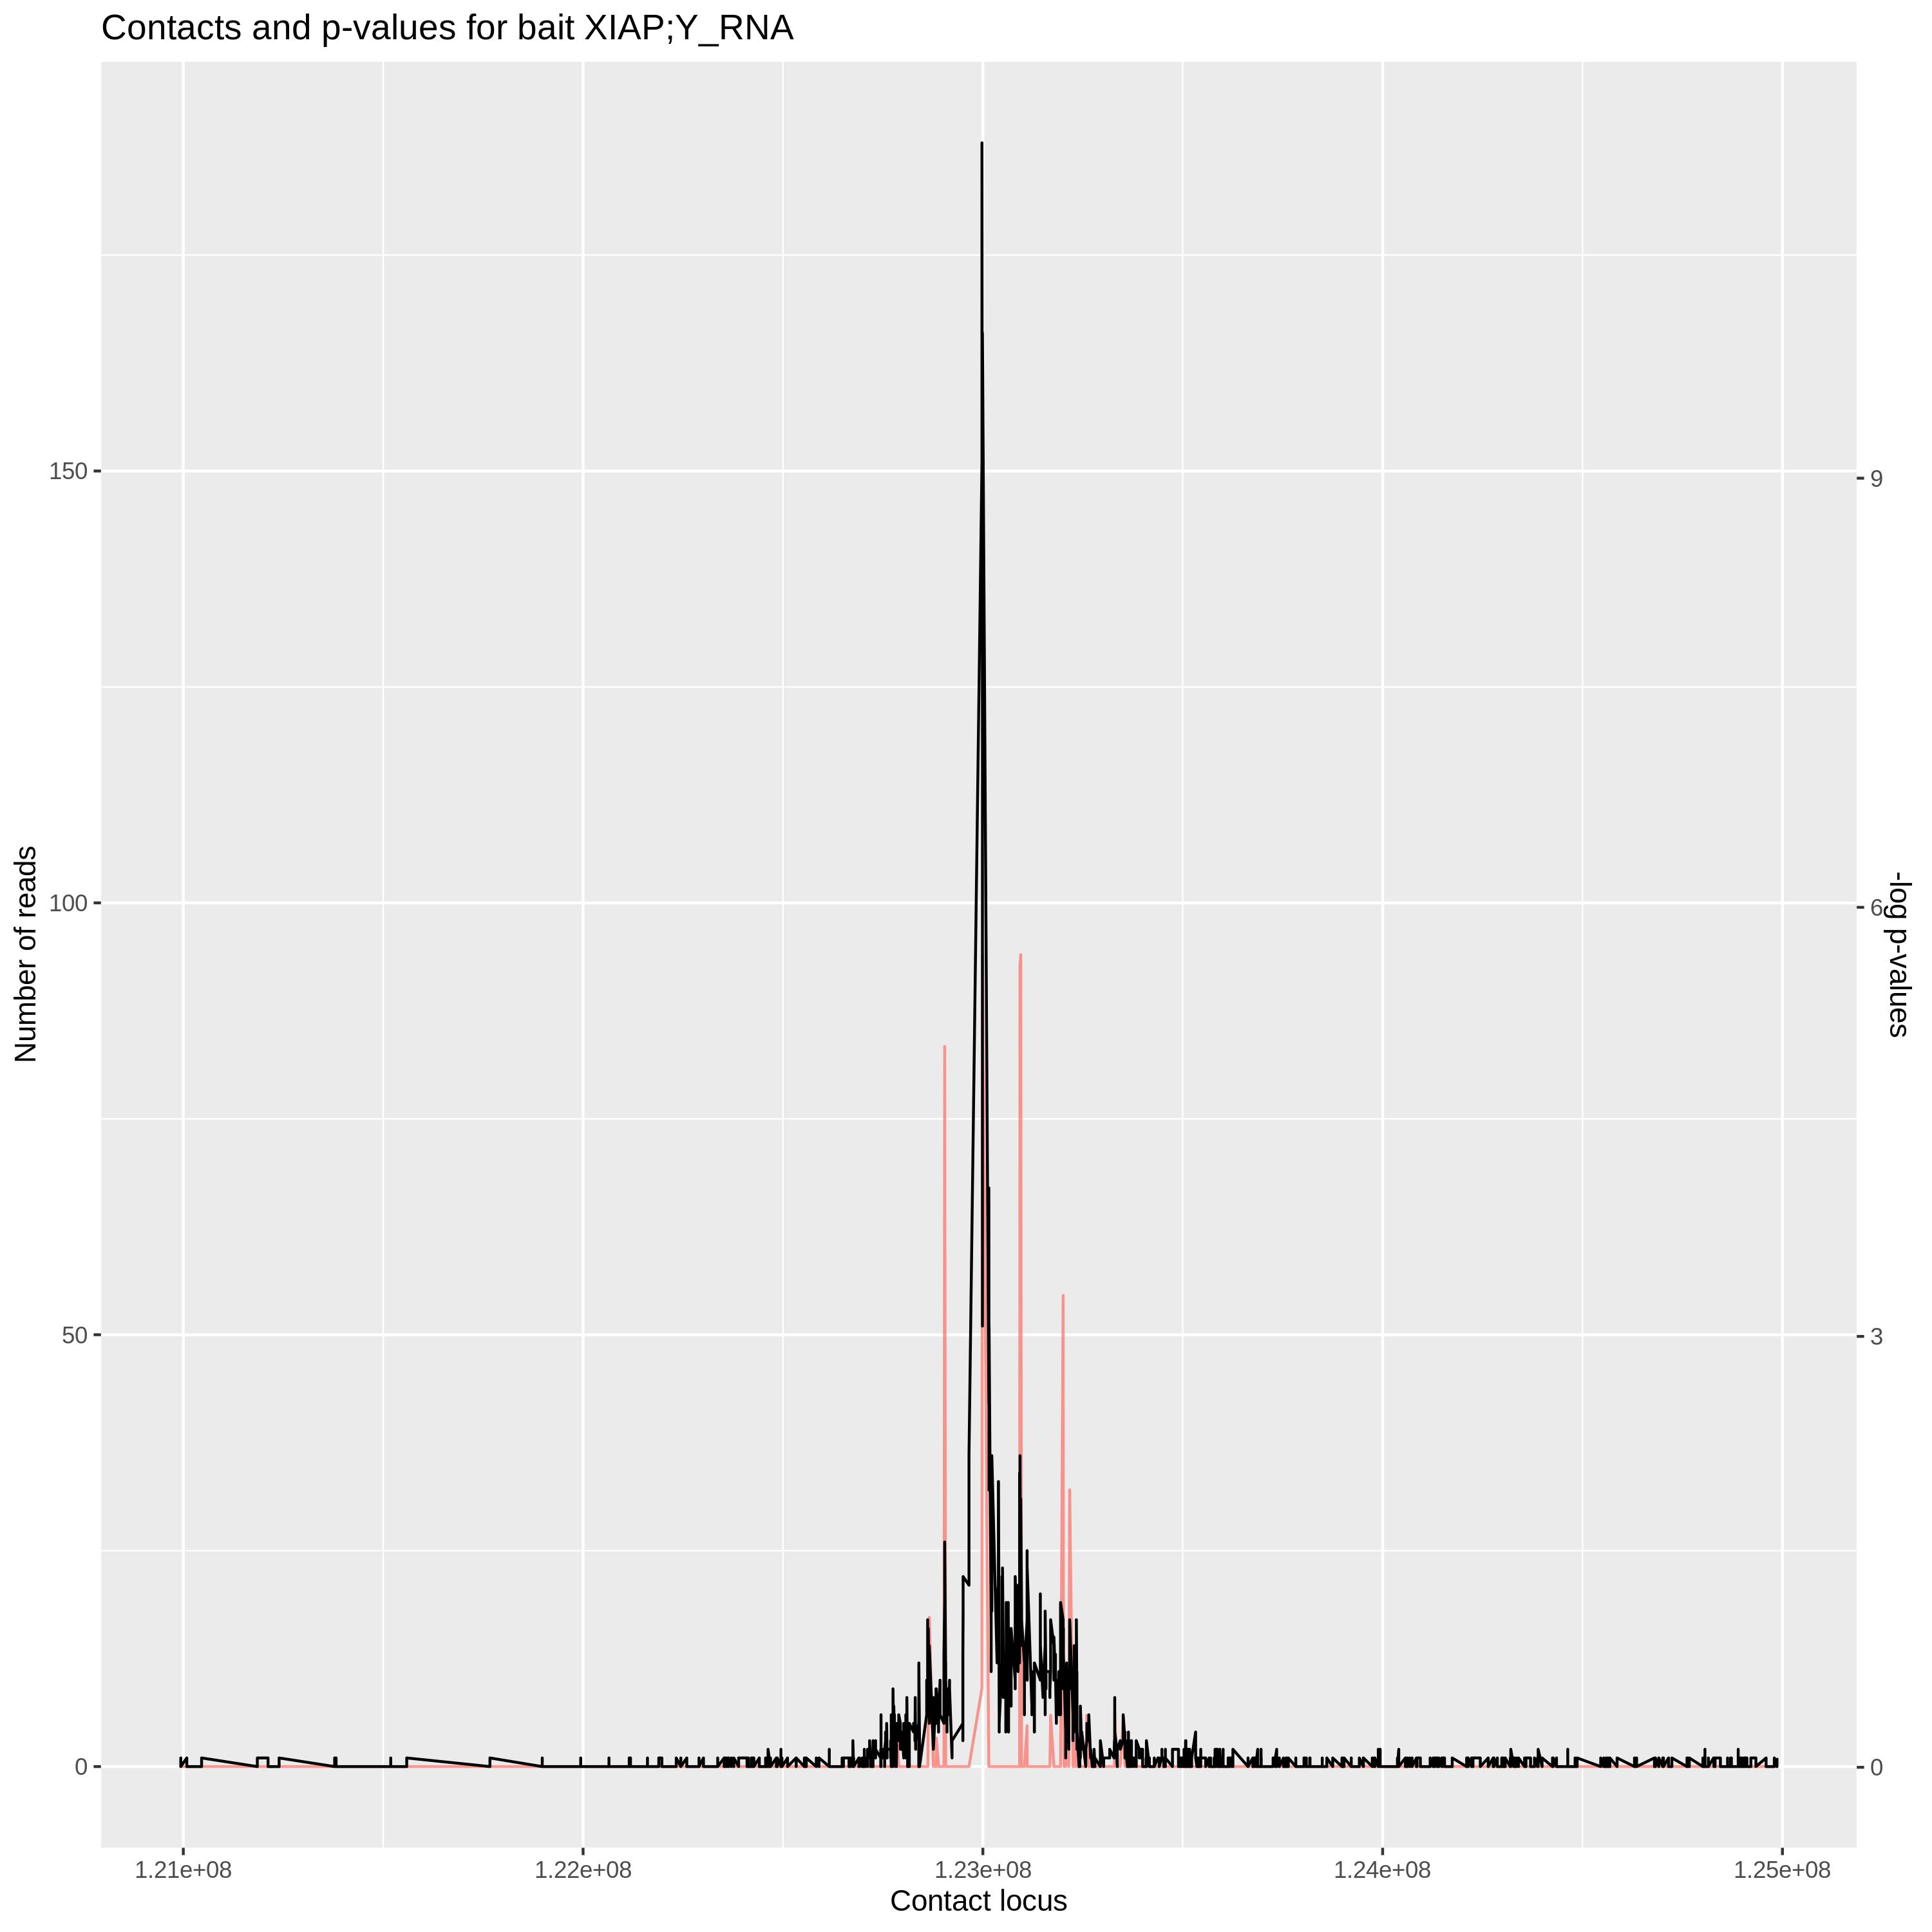 Contacts and p-values for bait XIAP;Y_RNA
Number of reads
150
100
50
0
9
6
3
0
-log p-values
1.21e+08 1.22e+08 1.23e+08 1.24e+08 1.25e+08
Contact locus